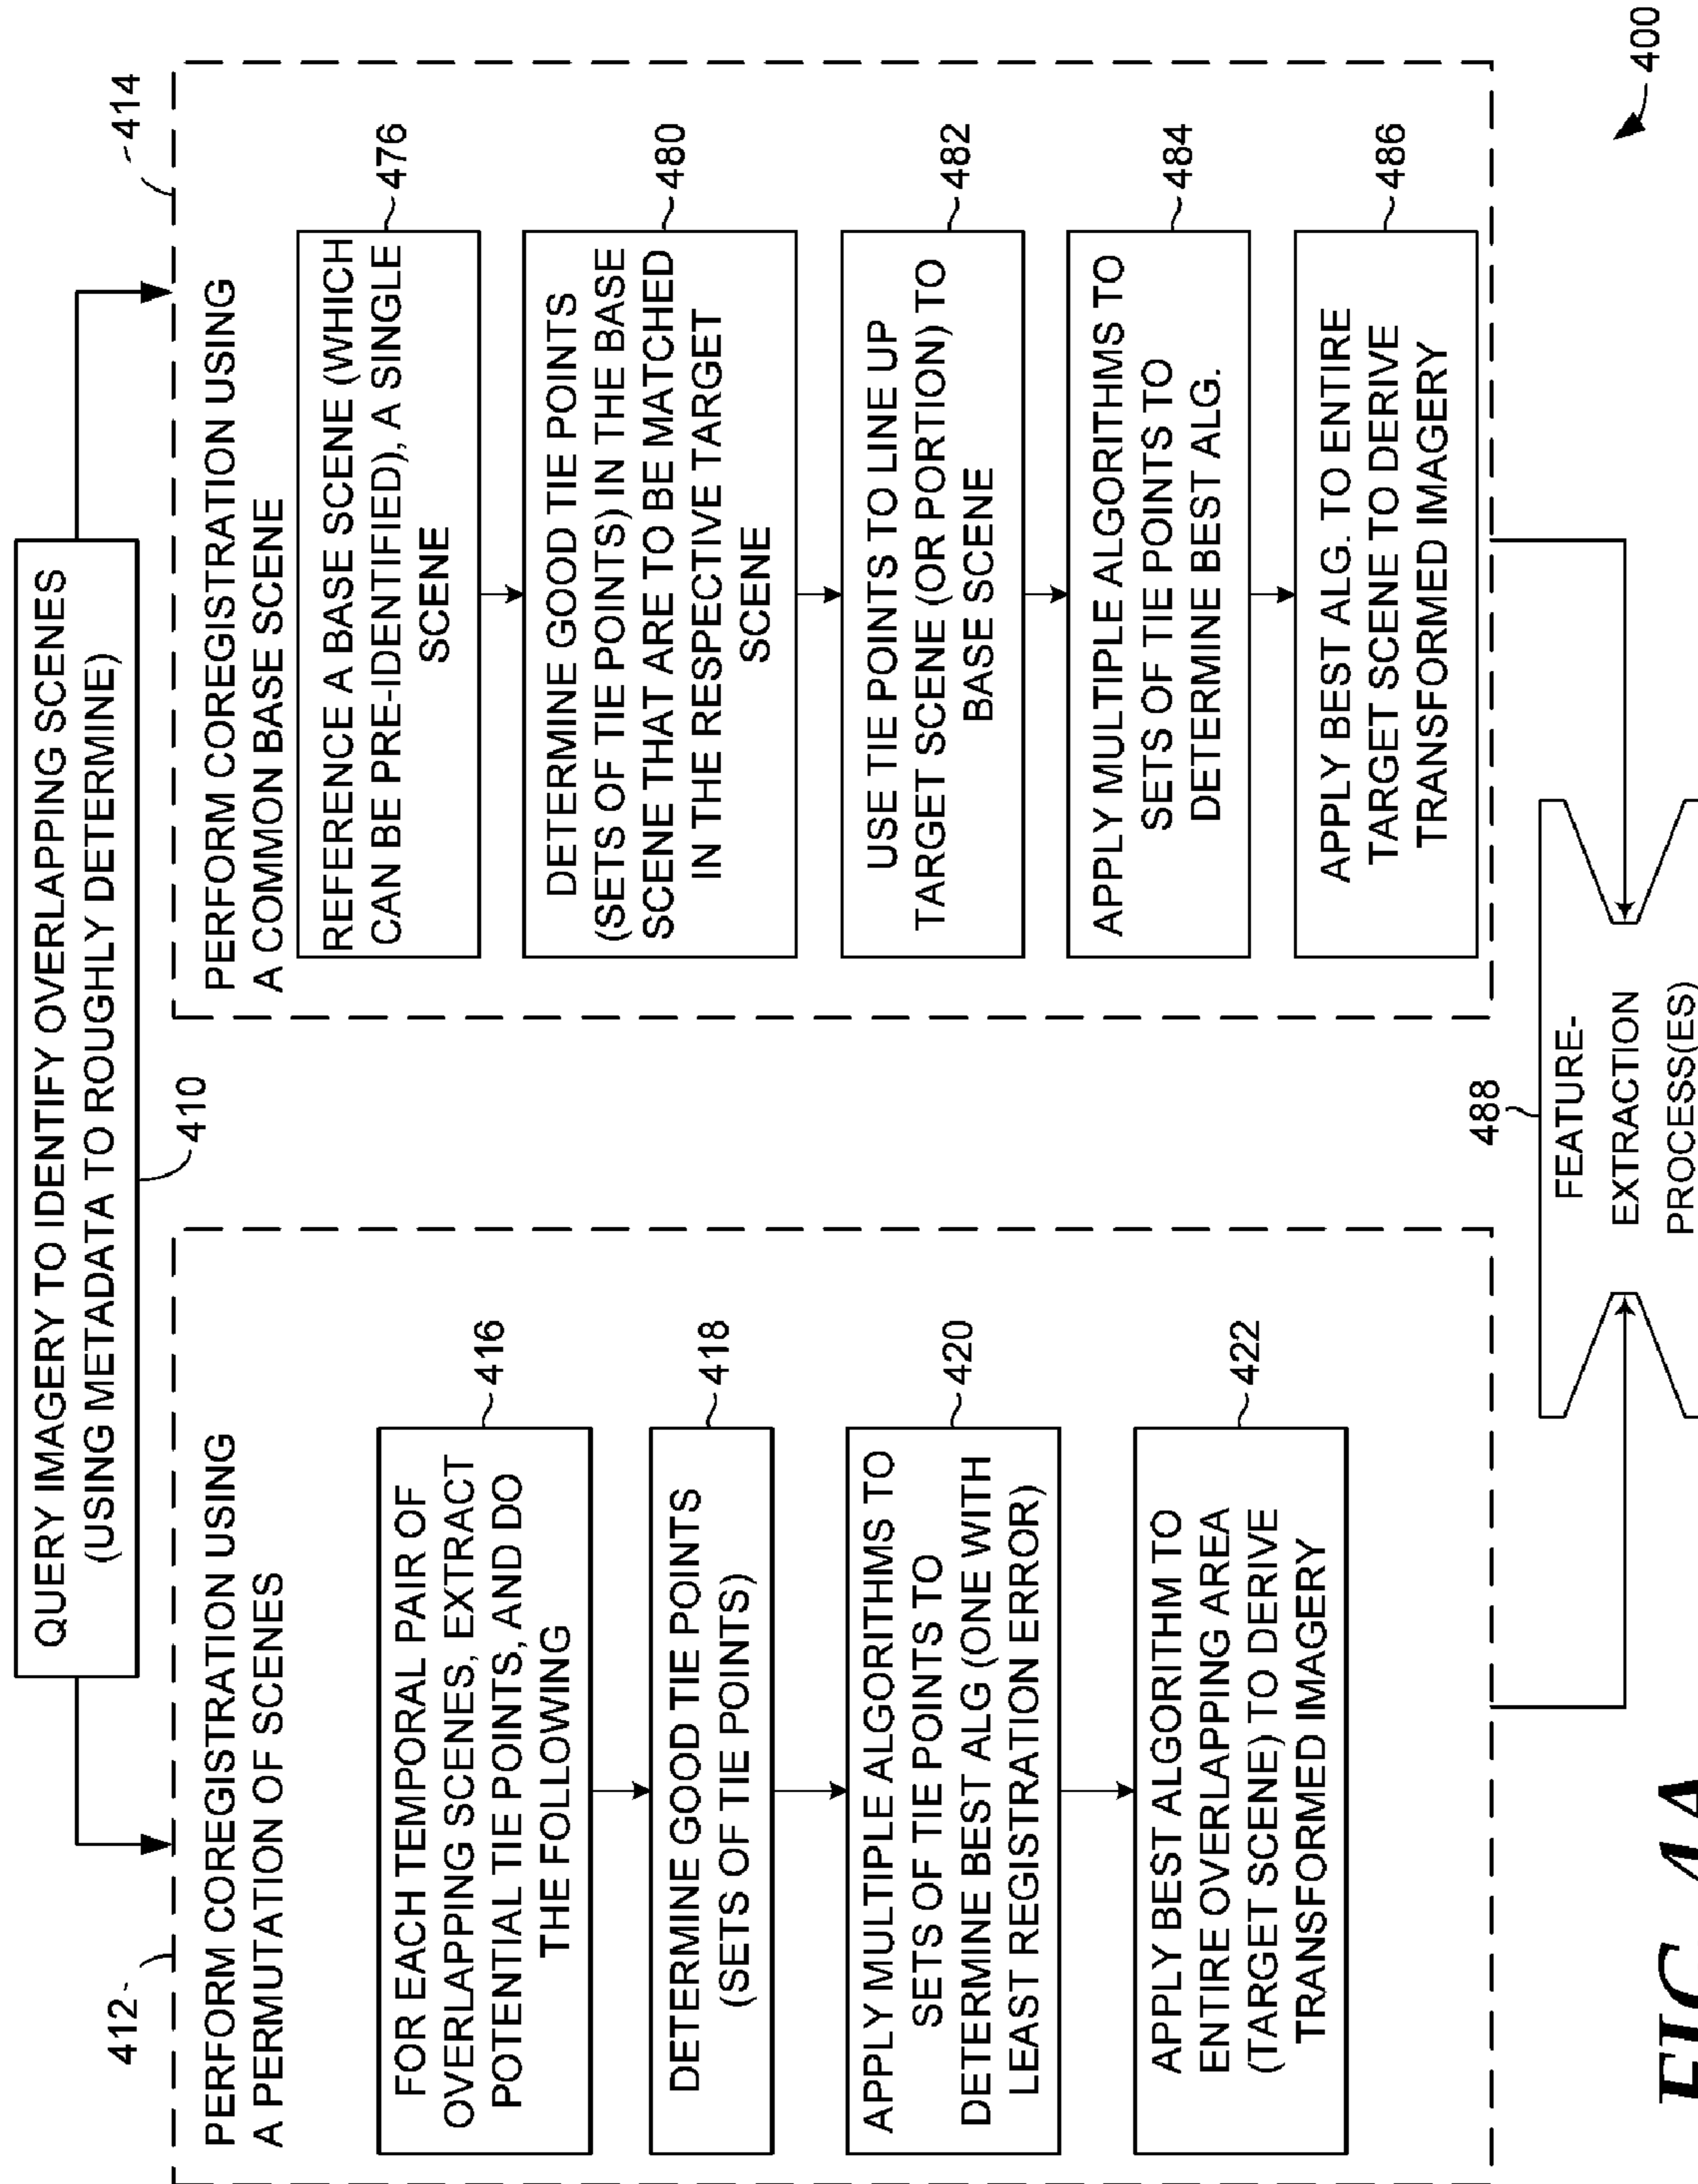 QUERY IMAGERY TO IDENTIFY OVERLAPPING SCENES
(USING METADATA TO ROUGHLY DETERMINE)
410
412
PERFORM COREGISTRATION USING
A PERMUTATION OF SCENES
FOR EACH TEMPORAL PAIR OF
OVERLAPPING SCENES, EXTRACT
POTENTIAL TIE POINTS, AND DO
THE FOLLOWING
416
DETERMINE GOOD TIE POINTS
(SETS OF TIE POINTS)
418
APPLY MULTIPLE ALGORITHMS TO
SETS OF TIE POINTS TO
DETERMINE BEST ALG (ONE WITH
LEAST REGISTRATION ERROR)
420
APPLY BEST ALGORITHM TO
ENTIRE OVERLAPPING AREA
(TARGET SCENE) TO DERIVE
TRANSFORMED IMAGERY
422
414
PERFORM COREGISTRATION USING
A COMMON BASE SCENE
REFERENCE A BASE SCENE (WHICH
CAN BE PRE-IDENTIFIED), A SINGLE
SCENE
476
DETERMINE GOOD TIE POINTS
(SETS OF TIE POINTS) IN THE BASE
SCENE THAT ARE TO BE MATCHED
IN THE RESPECTIVE TARGET
SCENE
480
USE TIE POINTS TO LINE UP
TARGET SCENE (OR PORTION) TO
BASE SCENE
482
APPLY MULTIPLE ALGORITHMS TO
SETS OF TIE POINTS TO
DETERMINE BEST ALG.
484
APPLY BEST ALG. TO ENTIRE
TARGET SCENE TO DERIVE
TRANSFORMED IMAGERY
486
488
FEATURE-
EXTRACTION
PROCESS(ES)
400
FIG. 4A